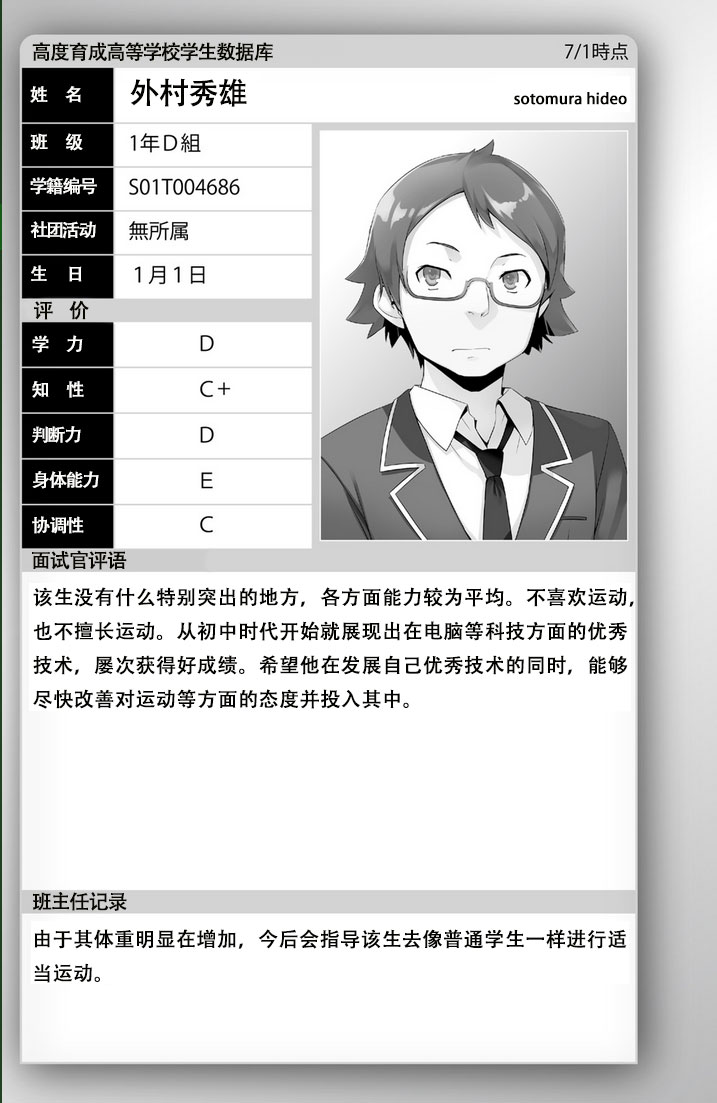 高度育成高等学校学生数据库 7/1時点
姓 名 外村秀雄 sotomura hideo
班 级 1年D組
学籍编号 S01T004686
社团活动 無所属
生 日 1月1日
评 价
学 力 D
知 性 C+
判断力 D
身体能力 E
协调性 C
面试官评语
该生没有什么特别突出的地方，各方面能力较为平均。不喜欢运动，
也不擅长运动。从初中时代开始就展现出在电脑等科技方面的优秀
技术，屡次获得好成绩。希望他在发展自己优秀技术的同时，能够
尽快改善对运动等方面的态度并投入其中。
班主任记录
由于其体重明显在增加，今后会指导该生去像普通学生一样进行适
当运动。